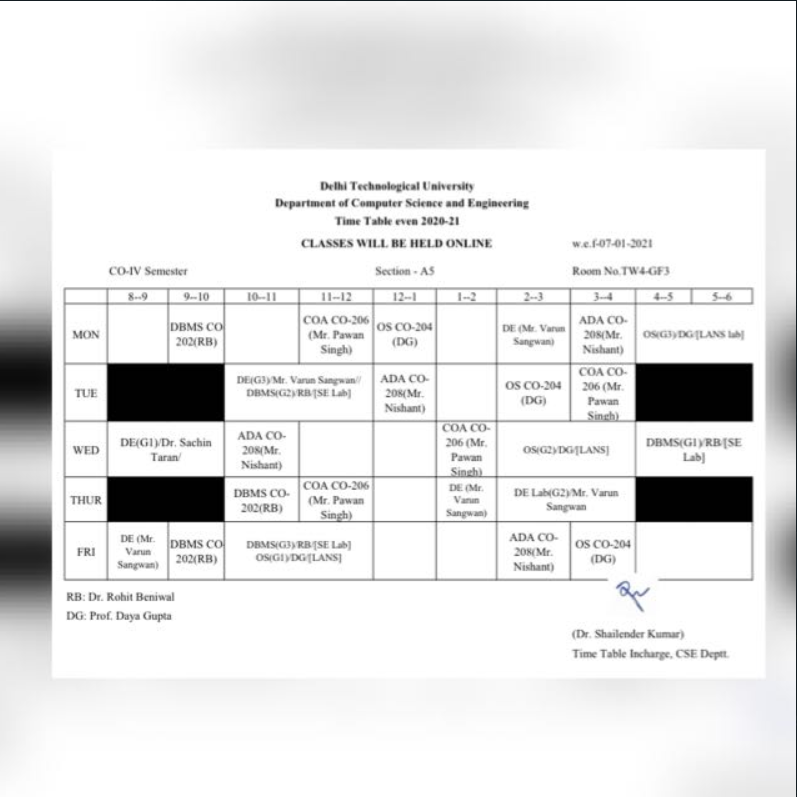 Delhi Technological University
Department of Computer Science and Engineering
Time Table even 2020-21
CLASSES WILL BE HELD ONLINE w.e.f-07-01-2021
CO-IV Semester Section - A5 Room No.TW4-GF3
8--9 9--10 10--11 11--12 12--1 1--2 2--3 3--4 4--5 5--6
MON
DBMS CO
202(RB)
COA CO-206
(Mr. Pawan
Singh)
OS CO-204
(DG)
DE (Mr. Varun
Sangwan)
ADA CO-
208(Mr.
Nishant)
OS(G3)/DG/[LANS lab]
TUE
DE(G3)/Mr. Varun Sangwan//
DBMS(G2)/RB/[SE Lab]
ADA CO-
208(Mr.
Nishant)
OS CO-204
(DG)
COA CO-
206 (Mr.
Pawan
Singh)
WED
DE(G1)/Dr. Sachin
Taran/
ADA CO-
208(Mr.
Nishant)
COA CO-
206 (Mr.
Pawan
Singh)
OS(G2)/DG/[LANS]
DBMS(G1)/RB/[SE
Lab]
THUR
DBMS CO-
202(RB)
COA CO-206
(Mr. Pawan
Singh)
DE (Mr.
Varun
Sangwan)
DE Lab(G2)/Mr. Varun
Sangwan
FRI
DE (Mr.
Varun
Sangwan)
DBMS CO
202(RB)
DBMS(G3)/RB/[SE Lab]
OS(G1)/DG/[LANS]
ADA CO-
208(Mr.
Nishant)
OS CO-204
(DG)
RB: Dr. Rohit Beniwal
DG: Prof. Daya Gupta
(Dr. Shailender Kumar)
Time Table Incharge, CSE Deptt.